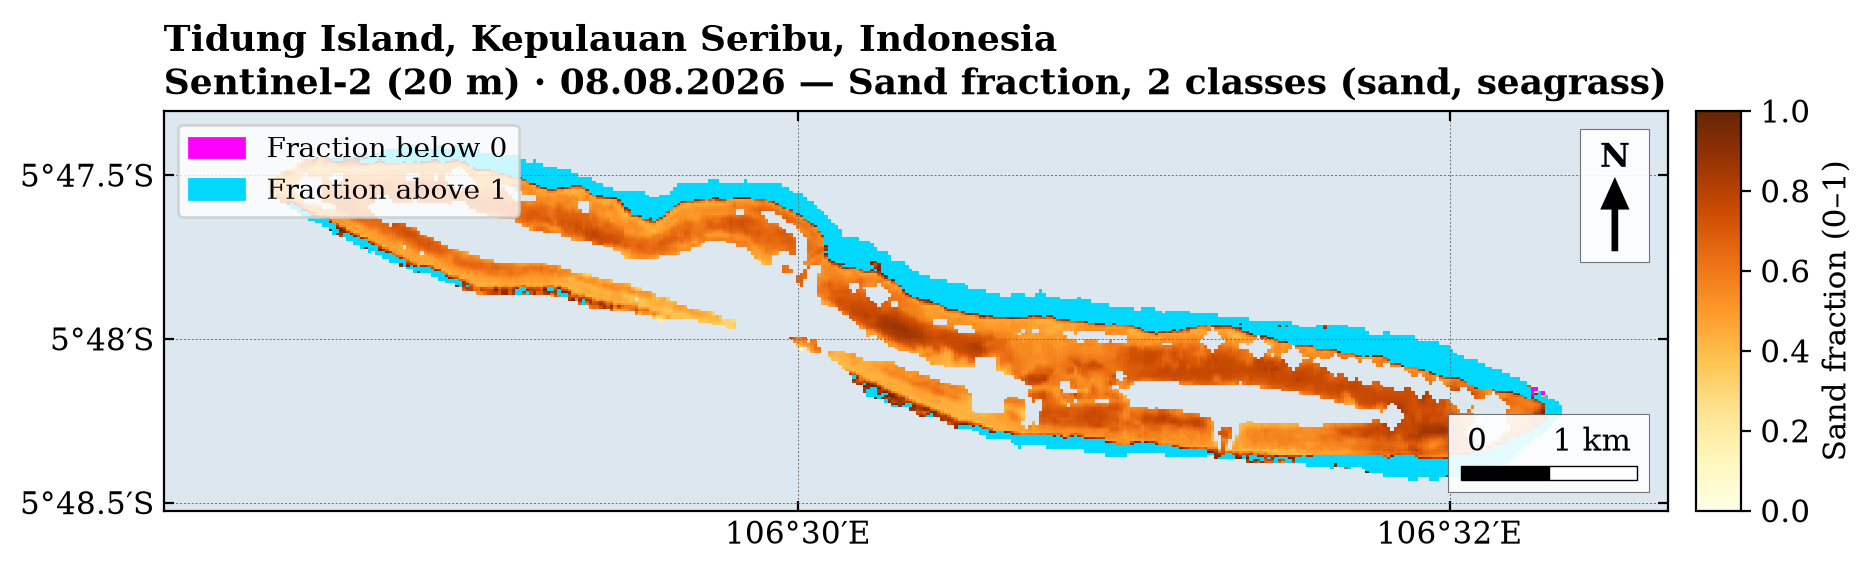 Tidung Island, Kepulauan Seribu, Indonesia
Sentinel-2 (20 m) · 08.08.2026 — Sand fraction, 2 classes (sand, seagrass)
Fraction below 0
Fraction above 1
N
5°47.5′S
5°48′S
5°48.5′S
106°30′E
106°32′E
0 1 km
1.0
0.8
0.6
0.4
0.2
0.0
Sand fraction (0–1)